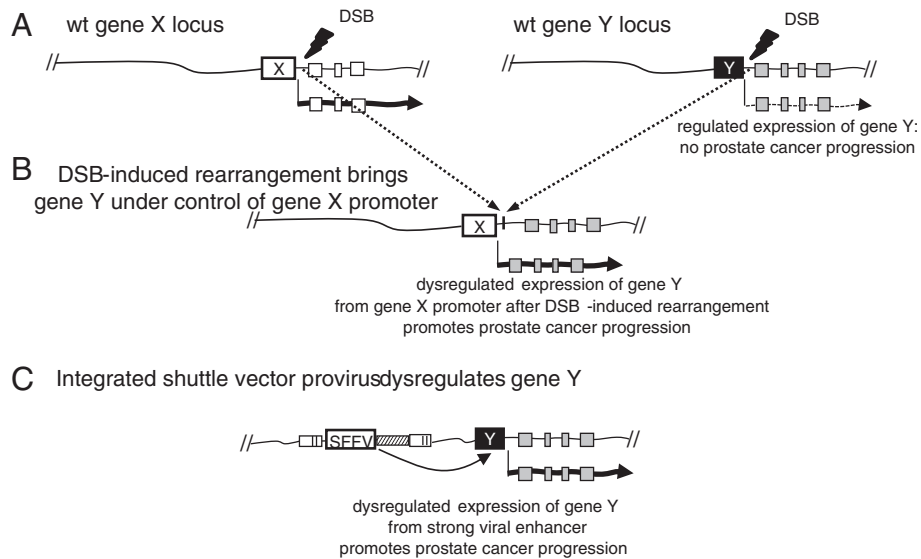 A
wt gene X locus
DSB
wt gene Y locus
DSB
X
Y
regulated expression of gene Y:
no prostate cancer progression
B
DSB-induced rearrangement brings
gene Y under control of gene X promoter
X
dysregulated expression of gene Y
from gene X promoter after DSB -induced rearrangement
promotes prostate cancer progression
C
Integrated shuttle vector provirusdysregulates gene Y
SFFV
Y
dysregulated expression of gene Y
from strong viral enhancer
promotes prostate cancer progression